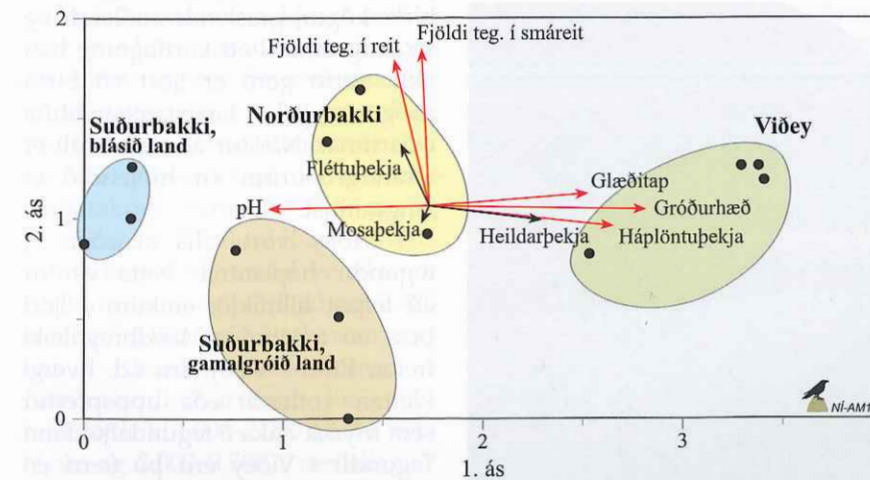 2
Fjöldi teg. í smáreit
Fjöldi teg. í reit
Suðurbakki,
blásið land
Norðurbakki
Viðey
Fléttuþekja
Glæðitap
pH
Gróðurhæð
2. ás
1
Mosaþekja
Heildarþekja
Háplöntuþekja
Suðurbakki,
gamalgróið land
0
NÍ-AM1
0
1
2
3
1. ás